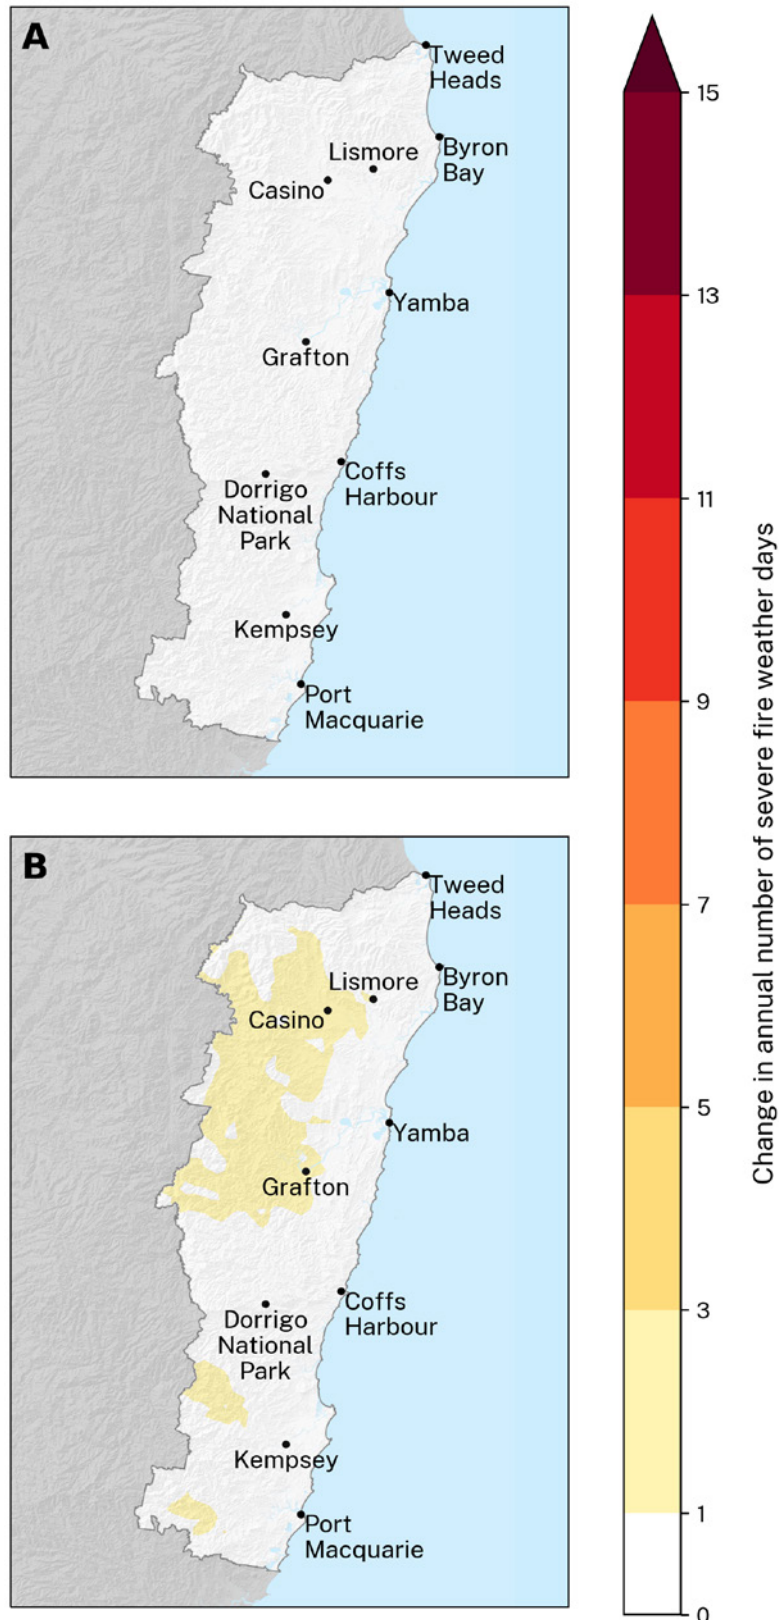 A
Tweed
Heads
Byron
Bay
Lismore
Casino
Yamba
Grafton
Coffs
Harbour
Dorrigo
National
Park
Kempsey
Port
Macquarie
B
Tweed
Heads
Byron
Bay
Lismore
Casino
Yamba
Grafton
Coffs
Harbour
Dorrigo
National
Park
Kempsey
Port
Macquarie
15
13
11
9
7
5
3
1
0
Change in annual number of severe fire weather days